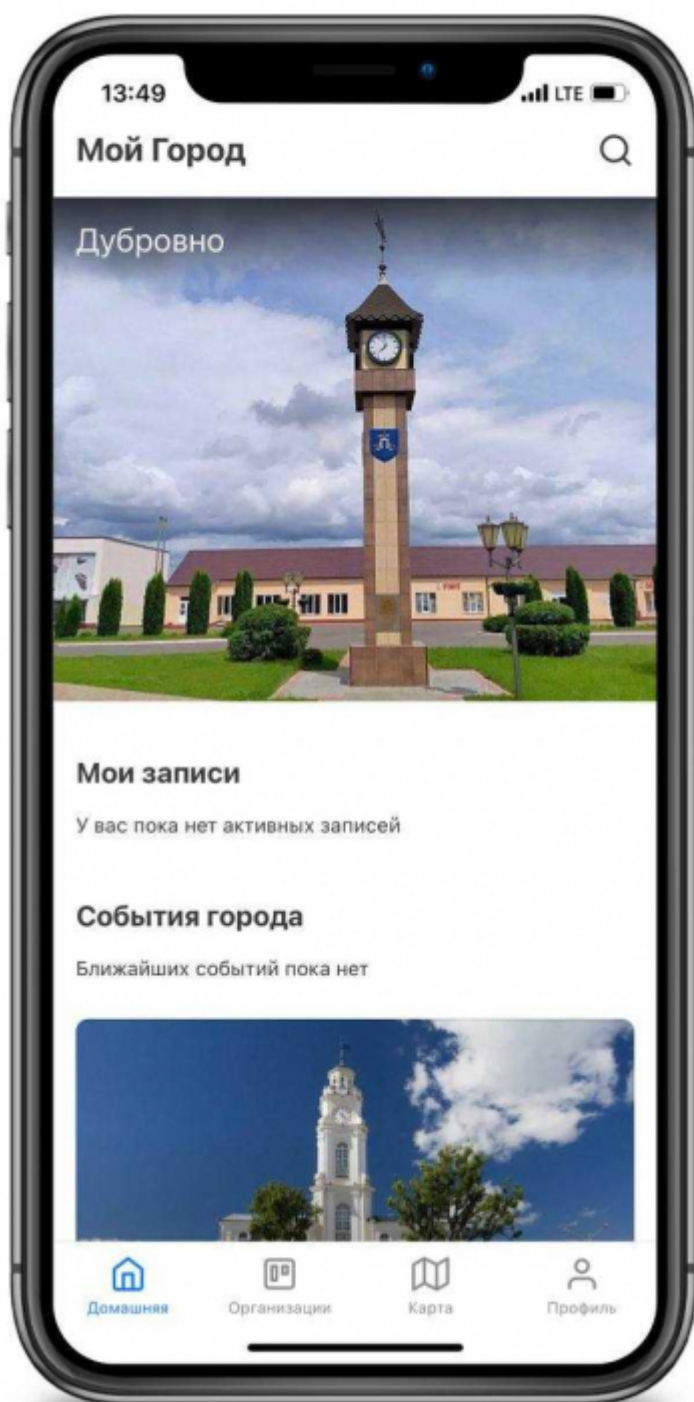 13:49
LTE
Мой Город
Дубровно
Мои записи
У вас пока нет активных записей
События города
Ближайших событий пока нет
Домашняя
Организации
Карта
Профиль